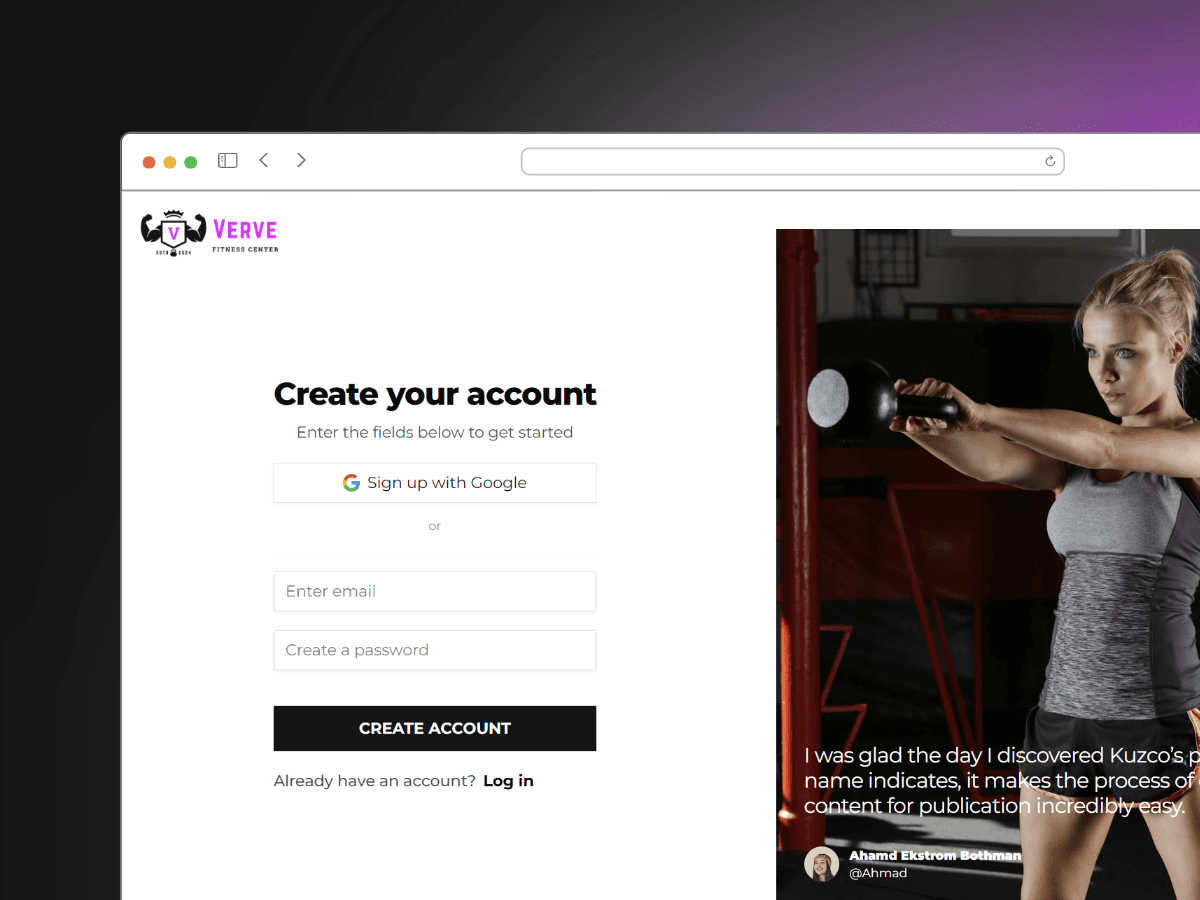 V
VERVE
FITNESS CENTER
ESTD 2024
Create your account
Enter the fields below to get started
Sign up with Google
or
Enter email
Create a password
CREATE ACCOUNT
Already have an account? Log in
I was glad the day I discovered Kuzco’s
name indicates, it makes the process of
content for publication incredibly easy.
Ahamd Ekstrom Bothman
@Ahmad